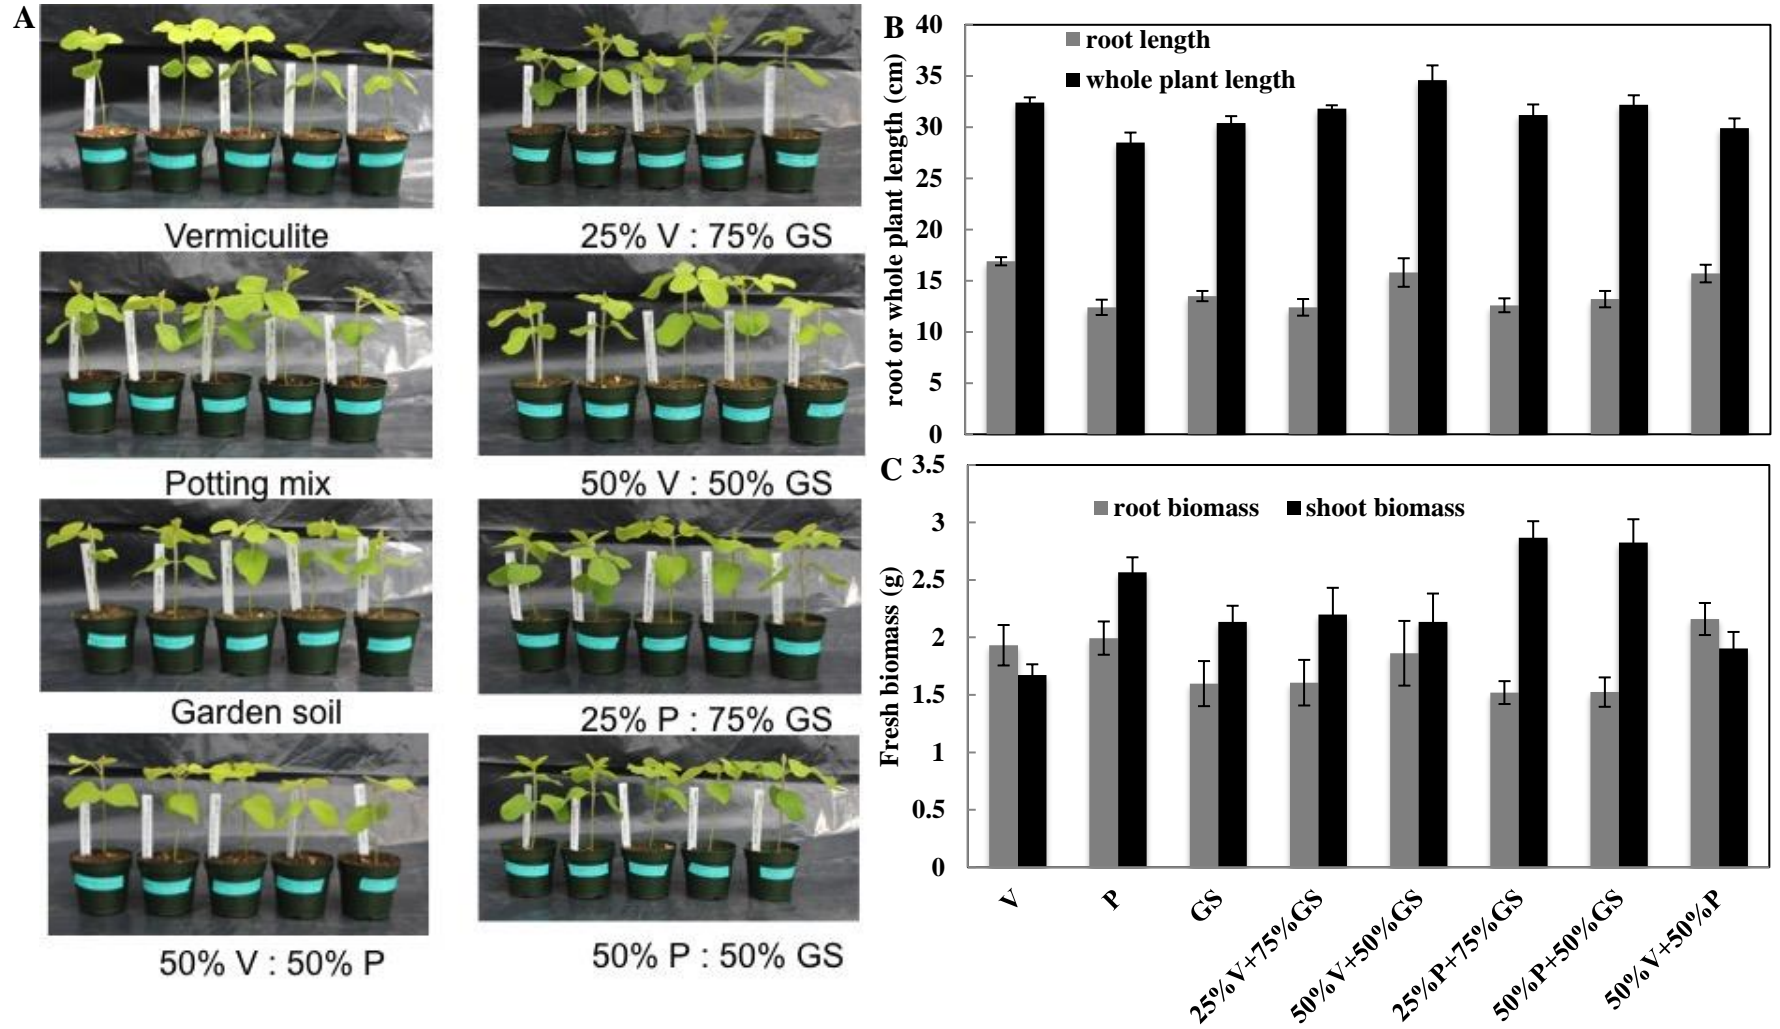 A
Vermiculite
25% V : 75% GS
Potting mix
50% V : 50% GS
Garden soil
25% P : 75% GS
50% V : 50% P
50% P : 50% GS
B
root or whole plant length (cm)
40
35
30
25
20
15
10
5
0
root length
whole plant length
C
Fresh biomass (g)
3.5
3
2.5
2
1.5
1
0.5
0
root biomass
shoot biomass
V
P
GS
25%V+75%GS
50%V+50%GS
25%P+75%GS
50%P+50%GS
50%V+50%P